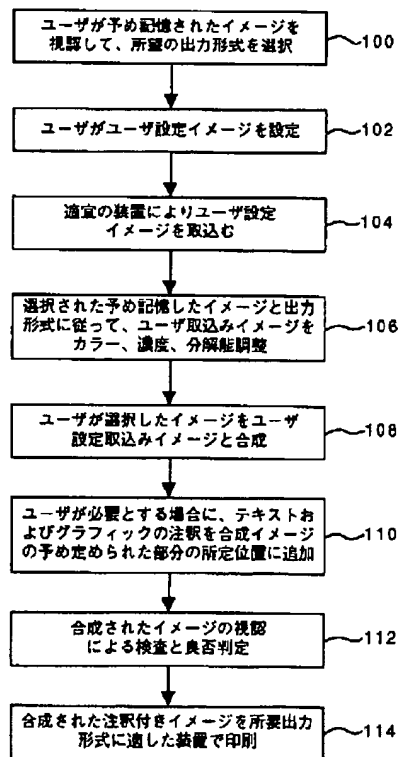 ユーザが予め記憶されたイメージを
視認して、所望の出力形式を選択
100
ユーザがユーザ設定イメージを設定
102
適宜の装置によりユーザ設定
イメージを取込む
104
選択された予め記憶したイメージと出力
形式に従って、ユーザ取込みイメージを
カラー、濃度、分解能調整
106
ユーザが選択したイメージをユーザ
設定取込みイメージと合成
108
ユーザが必要とする場合に、テキストお
よびグラフィックの注釈を合成イメージ
の予め定められた部分の所定位置に追加
110
合成されたイメージの視認
による検査と良否判定
112
合成された注釈付きイメージを所要出力
形式に適した装置で印刷
114